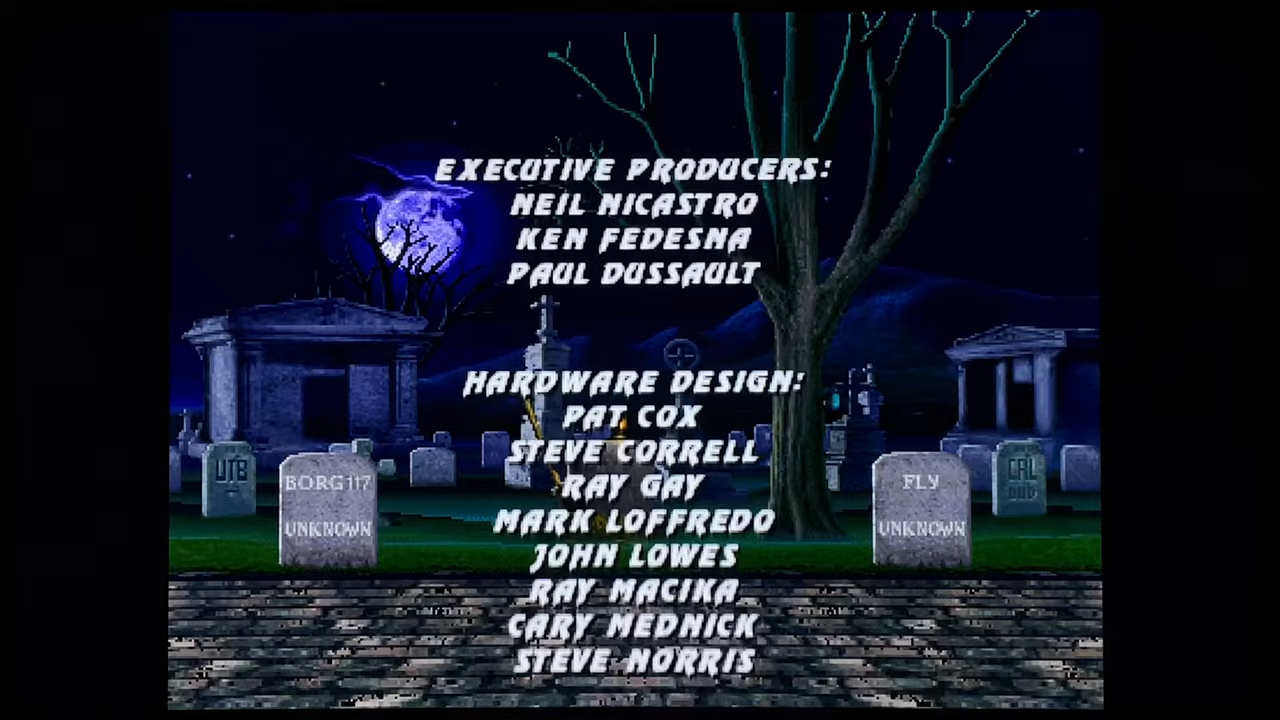 EXECUTIVE PRODUCERS:
NEIL NICASTRO
KEN FEDESNA
PAUL DUSSAULT
HARDWARE DESIGN:
PAT COX
STEVE CORRELL
RAY GAY
MARK LOFFREDO
JOHN LOWES
RAY MACIKA
CARY MEDNICK
STEVE NORRIS
UTB
BORG117
UNKNOWN
FLY
UNKNOWN
CAL
DOD